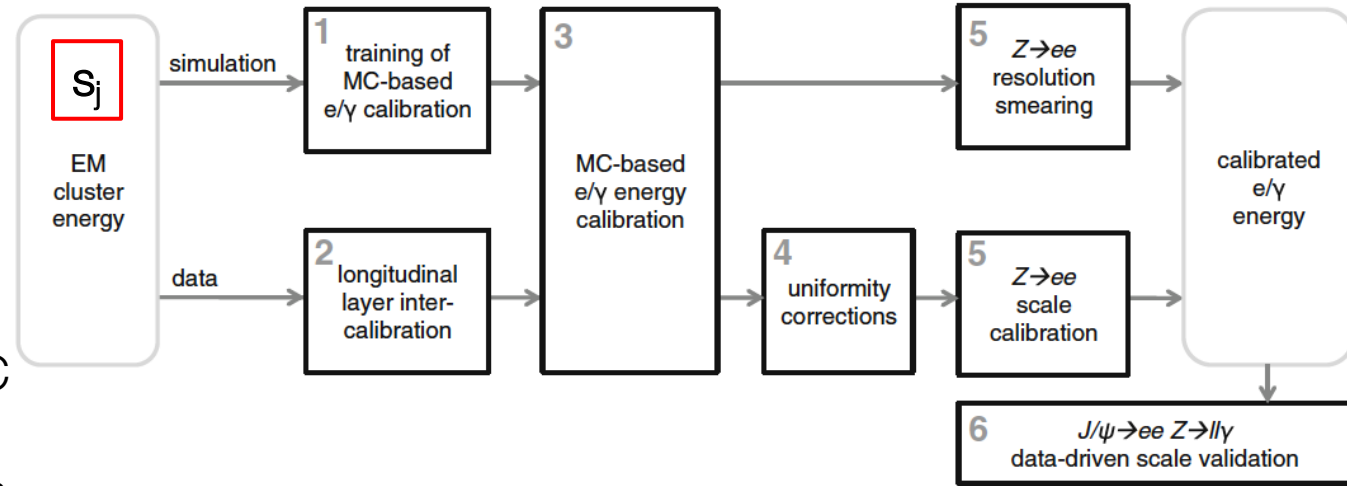 Sj
EM
cluster
energy
simulation
data
1
training of
MC-based
e/γ calibration
2
longitudinal
layer inter-
calibration
3
MC-based
e/γ energy
calibration
4
uniformity
corrections
5
Z→ee
resolution
smearing
5
Z→ee
scale
calibration
calibrated
e/γ
energy
6
J/ψ→ee Z→llγ
data-driven scale validation
C